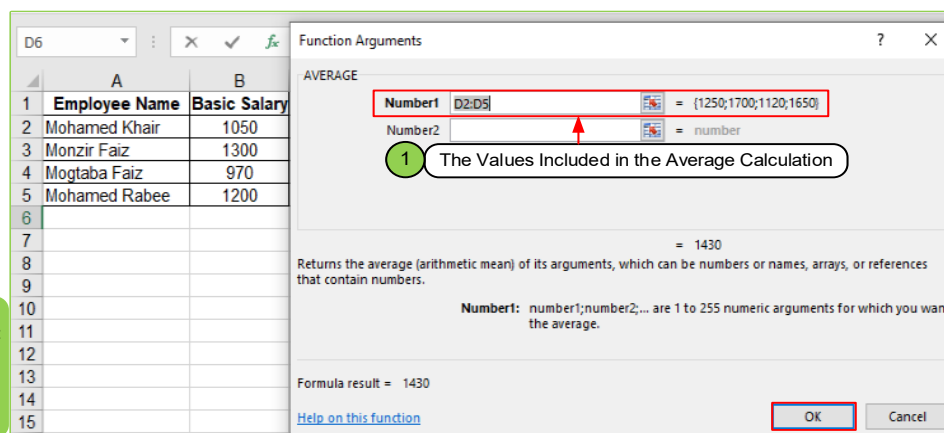 D6 fx
Function Arguments ? X
AVERAGE
Number1 D2:D5 = {1250;1700;1120;1650}
Number2 = number
1 The Values Included in the Average Calculation
A B
1 Employee Name Basic Salary
2 Mohamed Khair 1050
3 Monzir Faiz 1300
4 Mogtaba Faiz 970
5 Mohamed Rabee 1200
6
7
8
9
10
11
12
13
14
15
= 1430
Returns the average (arithmetic mean) of its arguments, which can be numbers or names, arrays, or references
that contain numbers.
Number1: number1;number2;... are 1 to 255 numeric arguments for which you wan
the average.
Formula result = 1430
Help on this function
OK Cancel